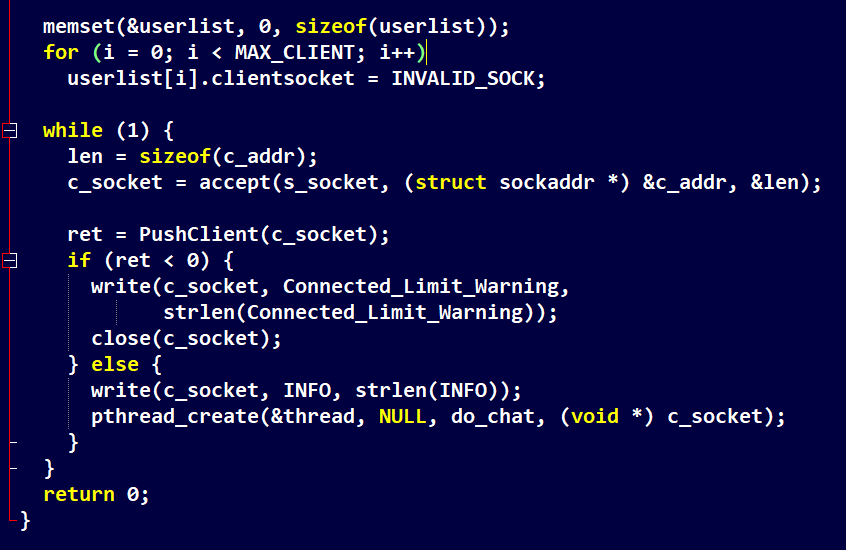 memset(&userlist, 0, sizeof(userlist));
for (i = 0; i < MAX_CLIENT; i++)
userlist[i].clientsocket = INVALID_SOCK;
while (1) {
len = sizeof(c_addr);
c_socket = accept(s_socket, (struct sockaddr *) &c_addr, &len);
ret = PushClient(c_socket);
if (ret < 0) {
write(c_socket, Connected_Limit_Warning,
strlen(Connected_Limit_Warning));
close(c_socket);
} else {
write(c_socket, INFO, strlen(INFO));
pthread_create(&thread, NULL, do_chat, (void *) c_socket);
}
}
return 0;
}